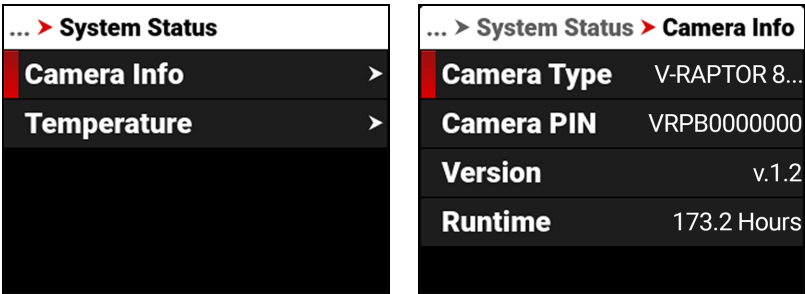 ... ➤ System Status
Camera Info ➤
Temperature ➤
... ➤ System Status ➤ Camera Info
Camera Type V-RAPTOR 8...
Camera PIN VRPB0000000
Version v.1.2
Runtime 173.2 Hours